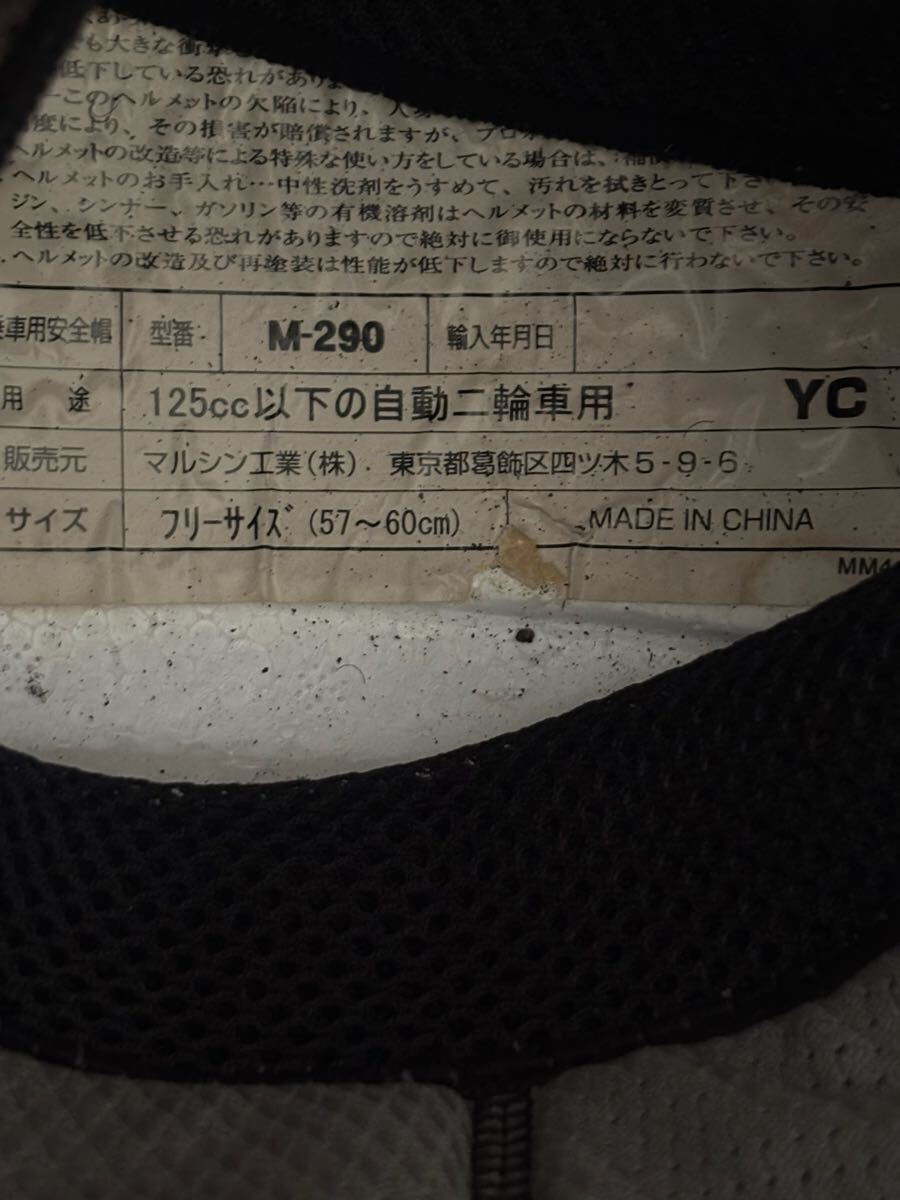 も大きな衝撃
低下している恐れがありま
ーこのヘルメットの欠陥により、人
度により、その損害が賠償されますが、プロ
ヘルメットの改造等による特殊な使い方をしている場合は、補償
ヘルメットのお手入れ…中性洗剤をうすめて、汚れを拭きとって下さ
ジン、シンナー、ガソリン等の有機溶剤はヘルメットの材料を変質させ、その安
全性を低下させる恐れがありますので絶対に御使用にならないで下さい。
.ヘルメットの改造及び再塗装は性能が低下しますので絶対に行わないで下さい。
乗車用安全帽 型番 M-290 輸入年月日
用 途 125cc以下の自動二輪車用 YC
販売元 マルシン工業(株). 東京都葛飾区四ツ木5-9-6
サイズ フリーサイズ(57〜60cm) MADE IN CHINA
MM4